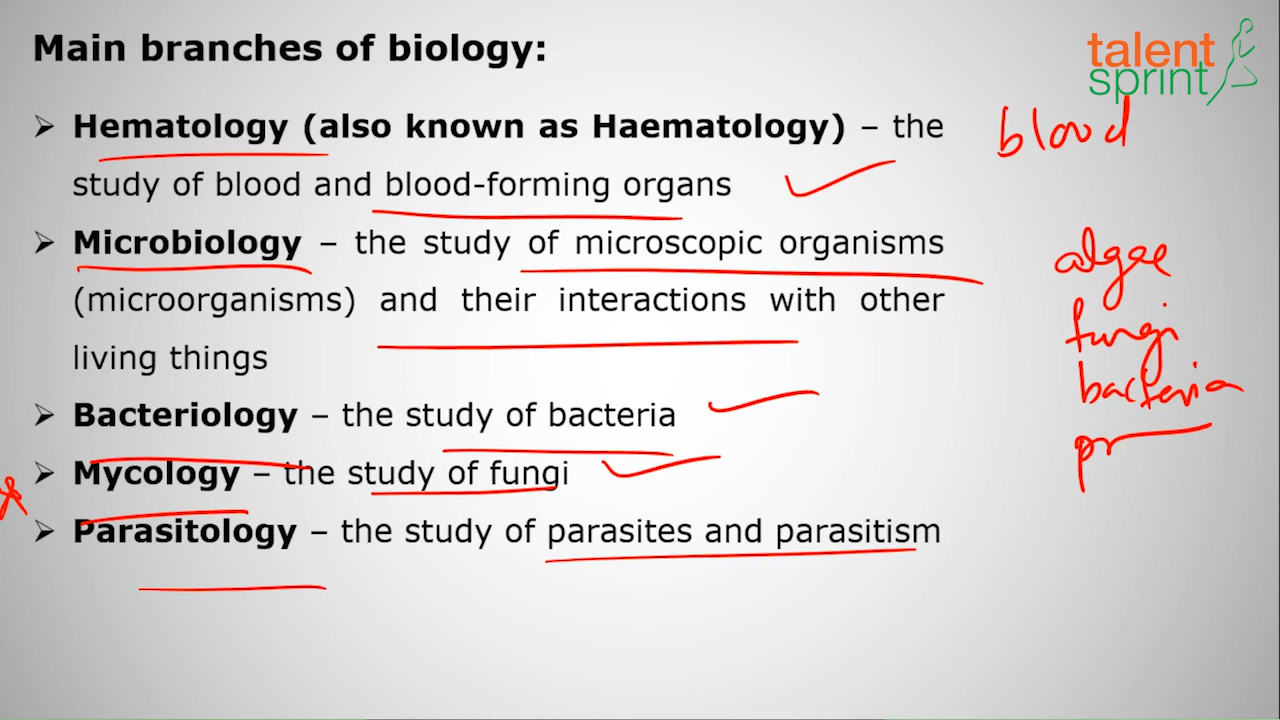 Main branches of biology:
talent
sprint
➢ Hematology (also known as Haematology) – the
blood
study of blood and blood-forming organs
➢ Microbiology – the study of microscopic organisms
algee
(microorganisms) and their interactions with other
fungi
living things
bacteria
➢ Bacteriology – the study of bacteria
pr
➢ Mycology – the study of fungi
➢ Parasitology – the study of parasites and parasitism